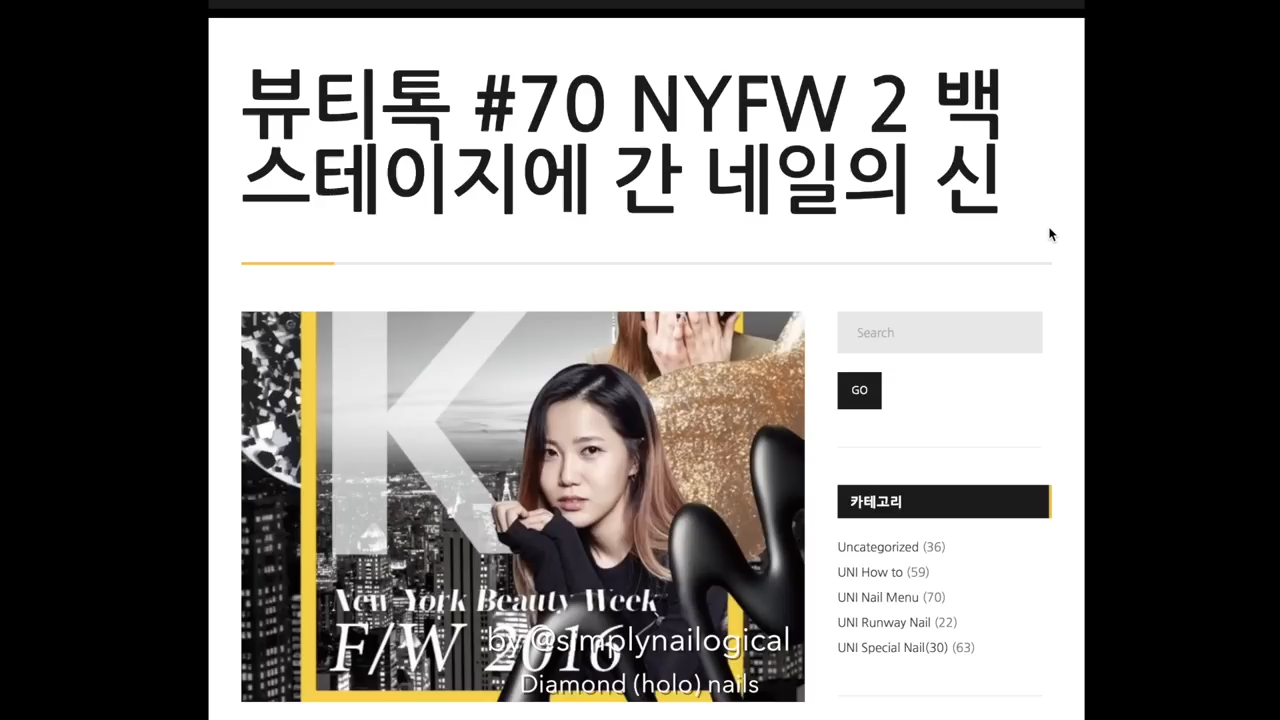 뷰티톡 #70 NYFW 2 백
스테이지에 간 네일의 신
K
New York Beauty Week
F/W 2016
by @simplynailogical
Diamond (holo) nails
Search
GO
카테고리
Uncategorized (36)
UNI How to (59)
UNI Nail Menu (70)
UNI Runway Nail (22)
UNI Special Nail(30) (63)